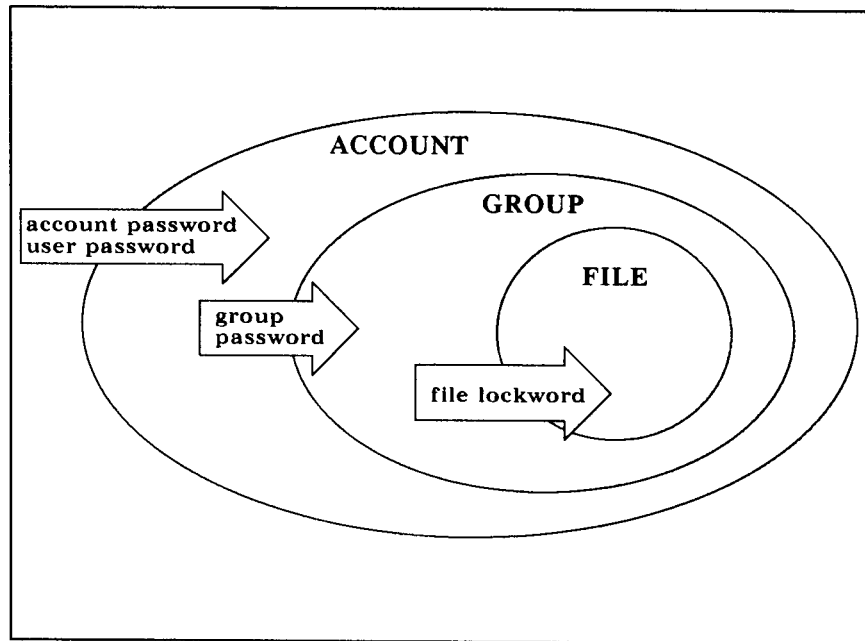 ACCOUNT
account password
user password
GROUP
group
password
FILE
file lockword